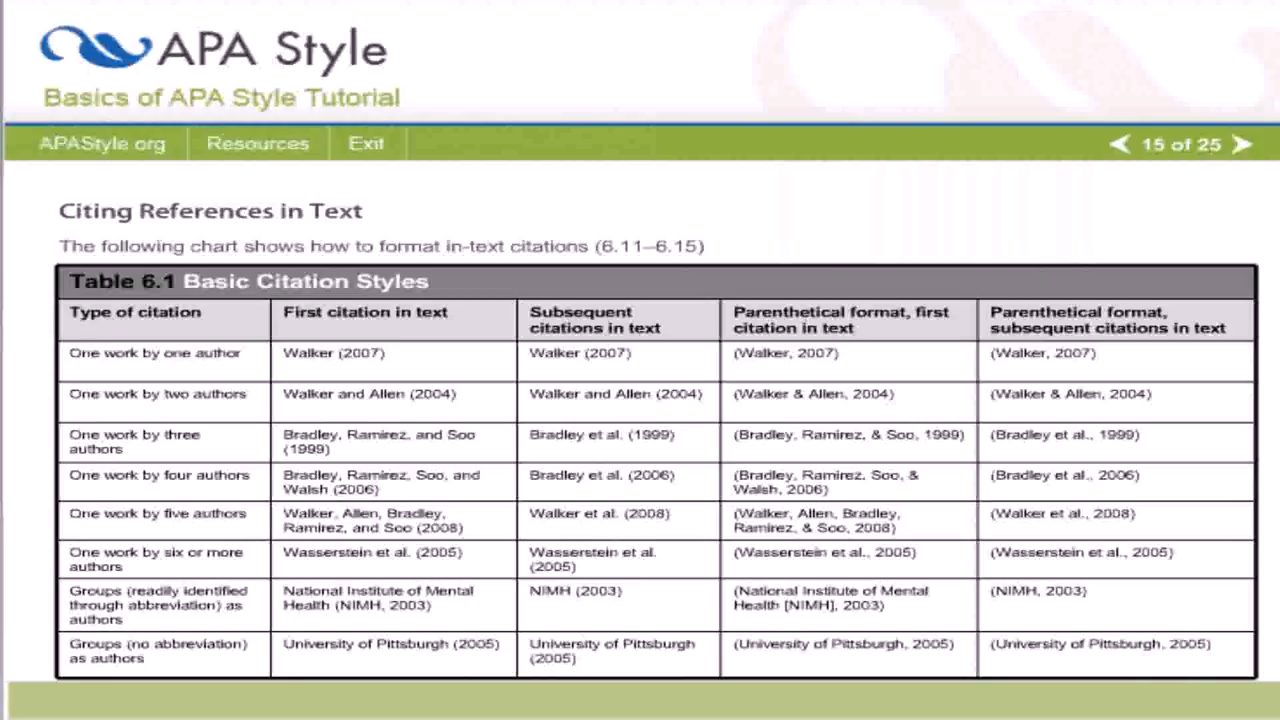 APA Style
Basics of APA Style Tutorial
APAStyle.org Resources Exit 15 of 25
Citing References in Text
The following chart shows how to format in-text citations (6.11–6.15)
Table 6.1 Basic Citation Styles
Type of citation
First citation in text
Subsequent
citations in text
Parenthetical format, first
citation in text
Parenthetical format,
subsequent citations in text
One work by one author
Walker (2007)
Walker (2007)
(Walker, 2007)
(Walker, 2007)
One work by two authors
Walker and Allen (2004)
Walker and Allen (2004)
(Walker & Allen, 2004)
(Walker & Allen, 2004)
One work by three
authors
Bradley, Ramirez, and Soo
(1999)
Bradley et al. (1999)
(Bradley, Ramirez, & Soo, 1999)
(Bradley et al., 1999)
One work by four authors
Bradley, Ramirez, Soo, and
Walsh (2006)
Bradley et al. (2006)
(Bradley, Ramirez, Soo, &
Walsh, 2006)
(Bradley et al., 2006)
One work by five authors
Walker, Allen, Bradley,
Ramirez, and Soo (2008)
Walker et al. (2008)
(Walker, Allen, Bradley,
Ramirez, & Soo, 2008)
(Walker et al., 2008)
One work by six or more
authors
Wasserstein et al. (2005)
Wasserstein et al.
(2005)
(Wasserstein et al., 2005)
(Wasserstein et al., 2005)
Groups (readily identified
through abbreviation) as
authors
National Institute of Mental
Health (NIMH, 2003)
NIMH (2003)
(National Institute of Mental
Health [NIMH], 2003)
(NIMH, 2003)
Groups (no abbreviation)
as authors
University of Pittsburgh (2005)
University of Pittsburgh
(2005)
(University of Pittsburgh, 2005)
(University of Pittsburgh, 2005)